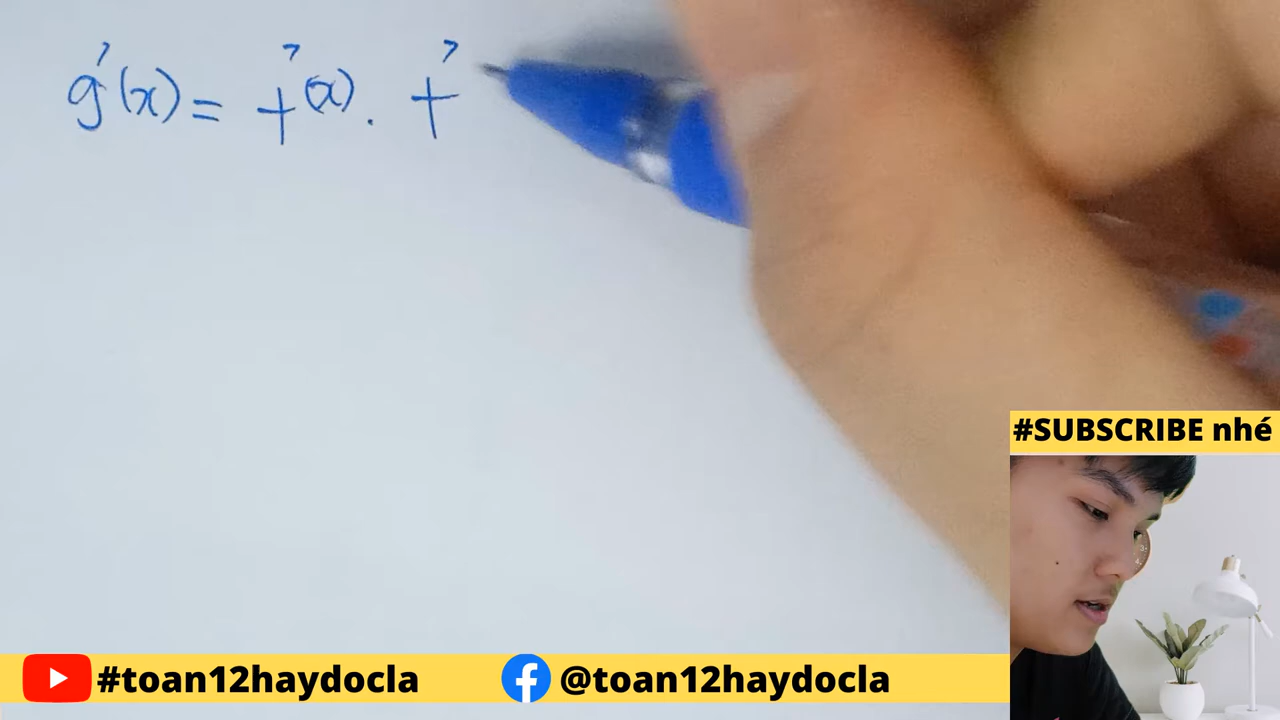 g'(x) = f'(x) . f'
#SUBSCRIBE nhé
#toan12haydocla
@toan12haydocla